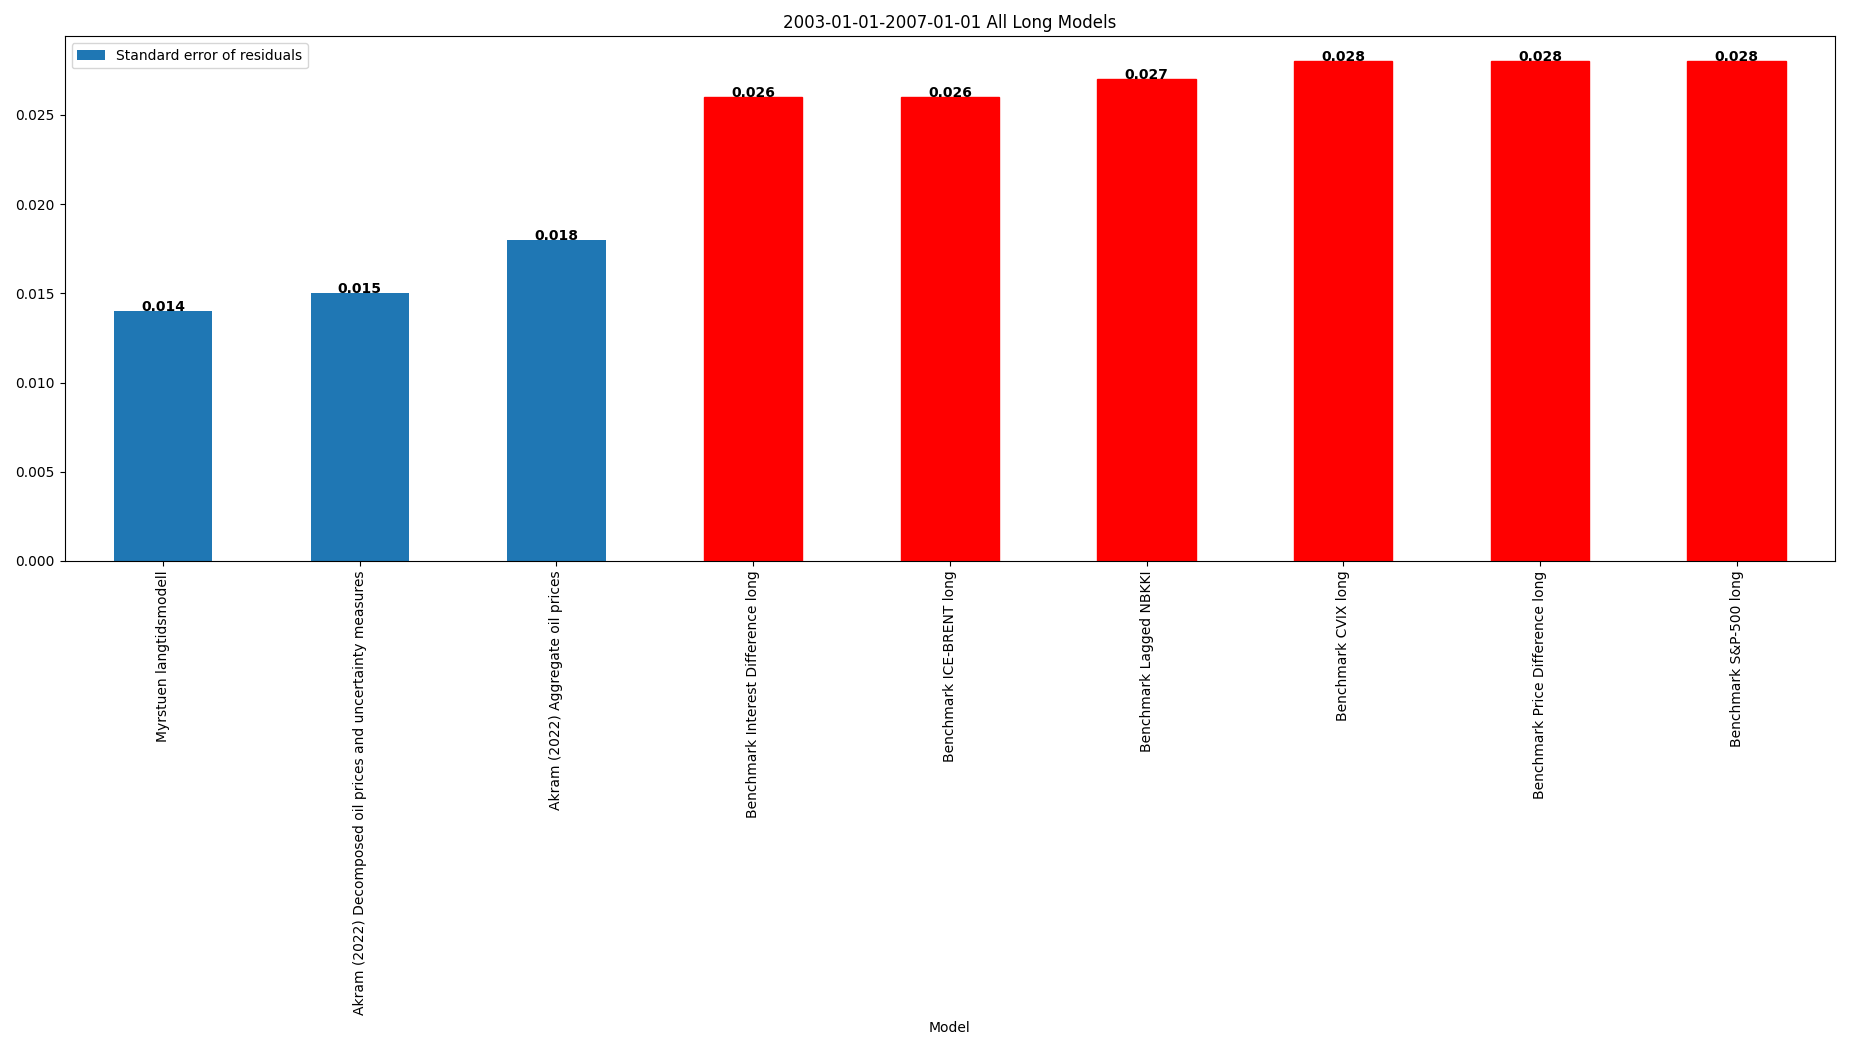 2003-01-01-2007-01-01 All Long Models
Standard error of residuals
0.025
0.020
0.015
0.010
0.005
0.000
0.014
0.015
0.018
0.026
0.026
0.027
0.028
0.028
0.028
Myrstuen langtidsmodell
Akram (2022) Decomposed oil prices and uncertainty measures
Akram (2022) Aggregate oil prices
Benchmark Interest Difference long
Benchmark ICE-BRENT long
Benchmark Lagged NBKKI
Benchmark CVIX long
Benchmark Price Difference long
Benchmark S&P-500 long
Model